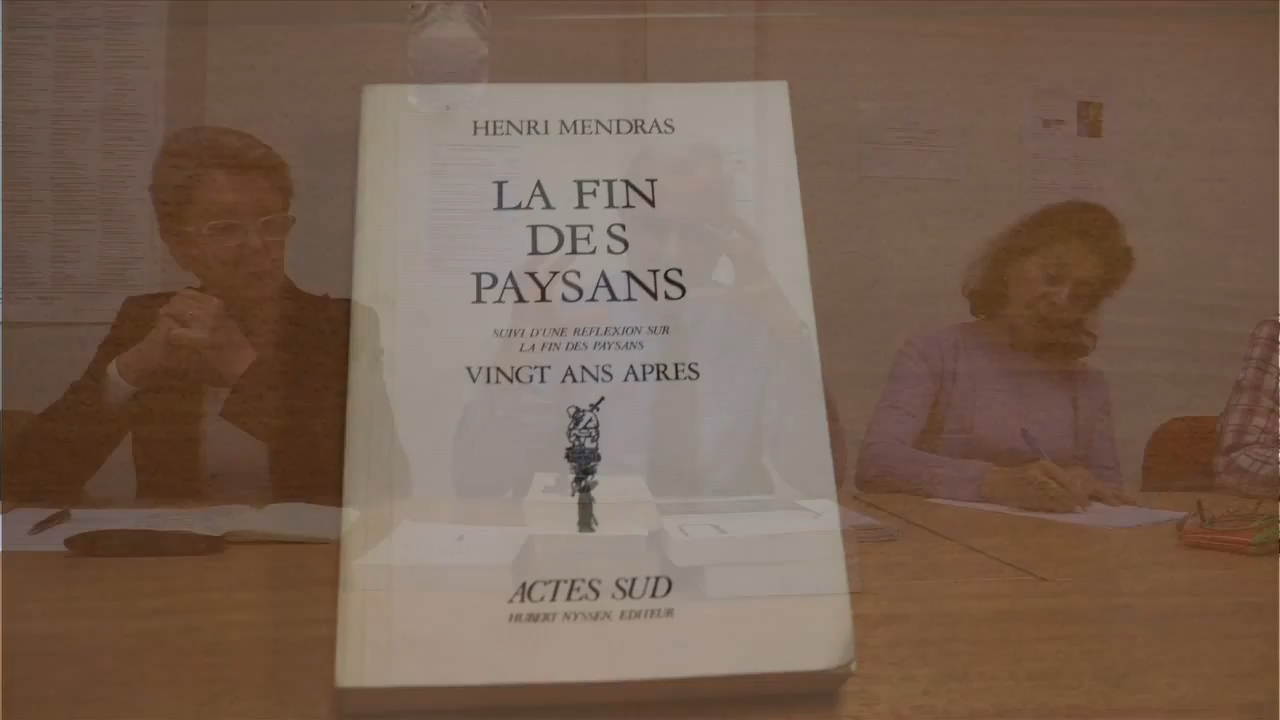 HENRI MENDRAS
LA FIN
DES
PAYSANS
SUIVI D'UNE REFLEXION SUR
LA FIN DES PAYSANS
VINGT ANS APRES
ACTES SUD
HUBERT NYSSEN, EDITEUR